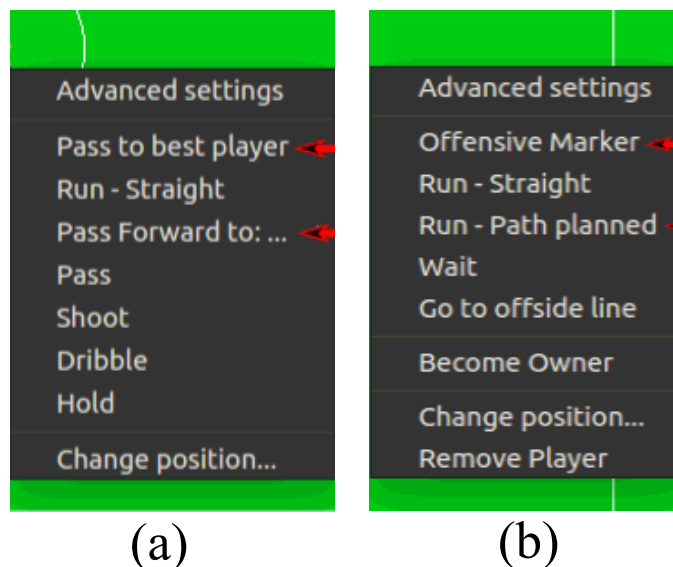 Advanced settings
Pass to best player
Run - Straight
Pass Forward to: ...
Pass
Shoot
Dribble
Hold
Change position...
(a)
Advanced settings
Offensive Marker
Run - Straight
Run - Path planned
Wait
Go to offside line
Become Owner
Change position...
Remove Player
(b)